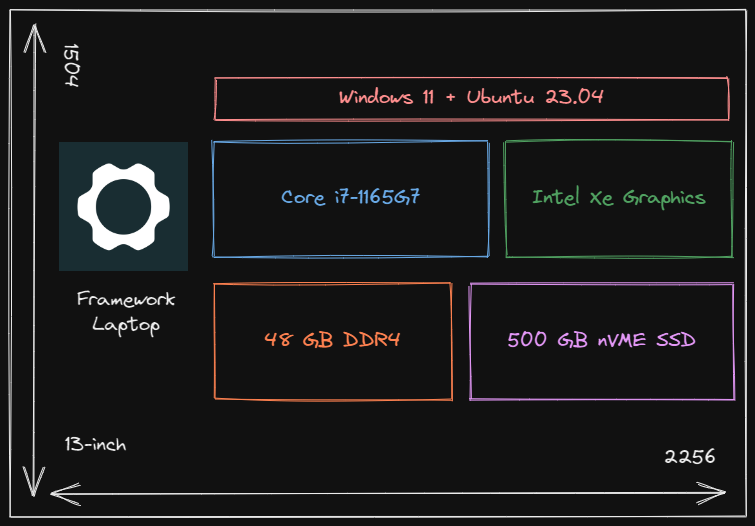 1504
Windows 11 + Ubuntu 23.04
Core i7-1165G7
Intel Xe Graphics
Framework
Laptop
48 GB DDR4
500 GB nVME SSD
13-inch
2256